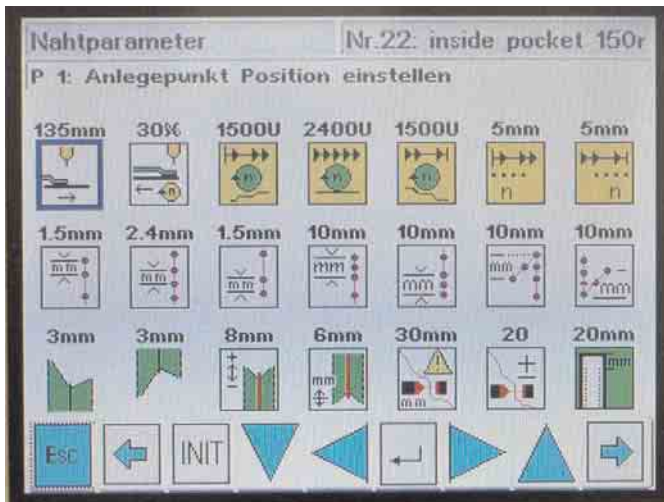 Nahtparameter Nr.22: inside pocket 150r
P 1: Anlegepunkt Position einstellen
135mm 30% 1500U 2400U 1500U 5mm 5mm
n n n n n n
1.5mm 2.4mm 1.5mm 10mm 10mm 10mm 10mm
mm mm mm mm mm mm mm
3mm 3mm 8mm 6mm 30mm 20 20mm
mm mm mm
Esc INIT